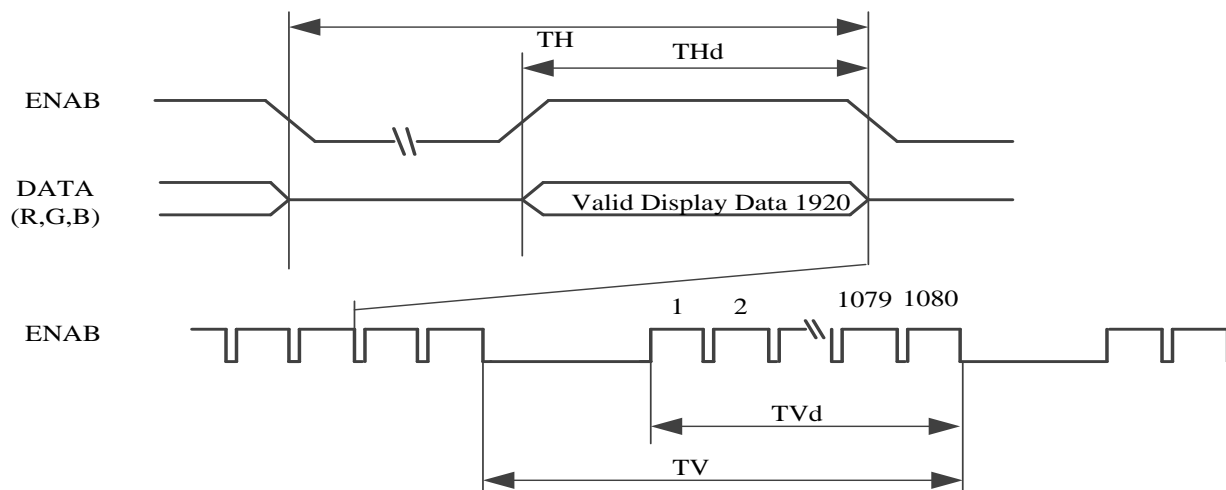 TH
THd
ENAB
DATA
(R,G,B)
Valid Display Data 1920
1 2 1079 1080
ENAB
TVd
TV